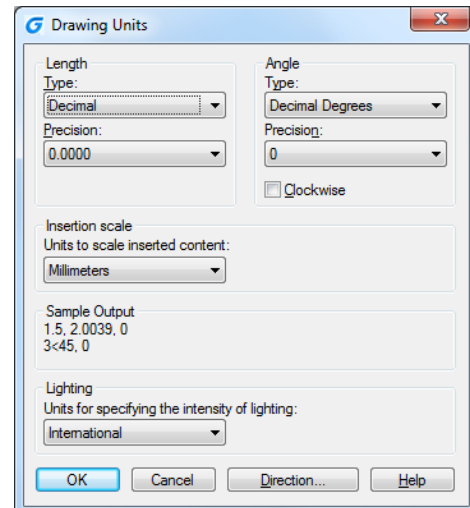 Drawing Units
Length
Type:
Decimal
Precision:
0.0000
Angle
Type:
Decimal Degrees
Precision:
0
Clockwise
Insertion scale
Units to scale inserted content:
Millimeters
Sample Output
1.5, 2.0039, 0
3<45, 0
Lighting
Units for specifying the intensity of lighting:
International
OK Cancel Direction... Help